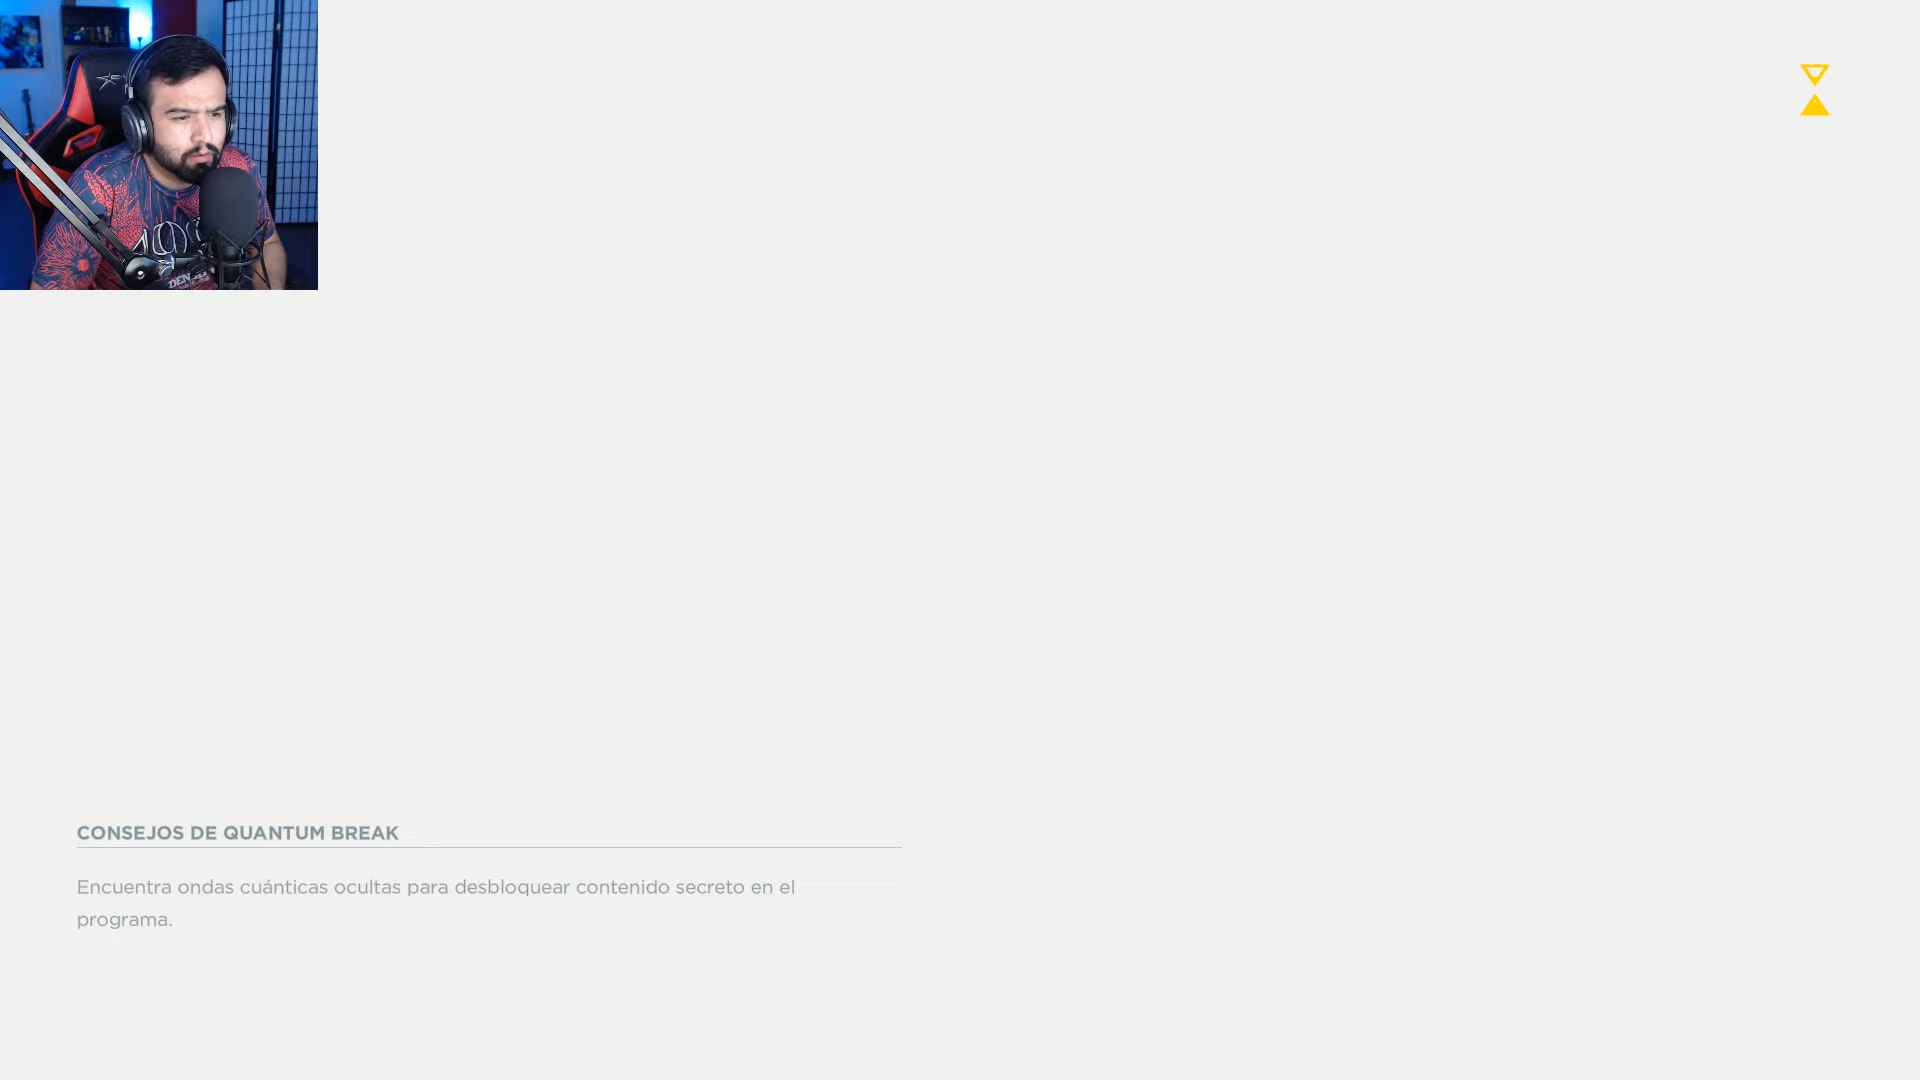 CONSEJOS DE QUANTUM BREAK
Encuentra ondas cuánticas ocultas para desbloquear contenido secreto en el
programa.